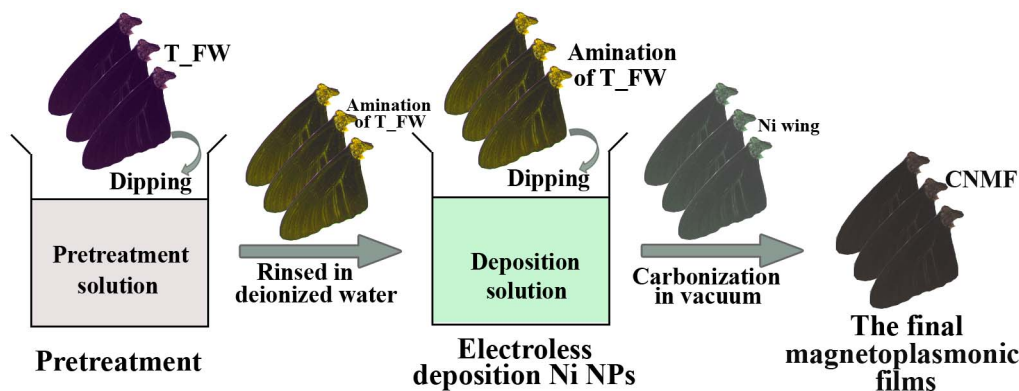 T_FW
Dipping
Pretreatment
solution
Pretreatment
Amination
of T_FW
Rinsed in
deionized water
Amination
of T_FW
Dipping
Deposition
solution
Electroless
deposition Ni NPs
Ni wing
Carbonization
in vacuum
CNMF
The final
magnetoplasmonic
films